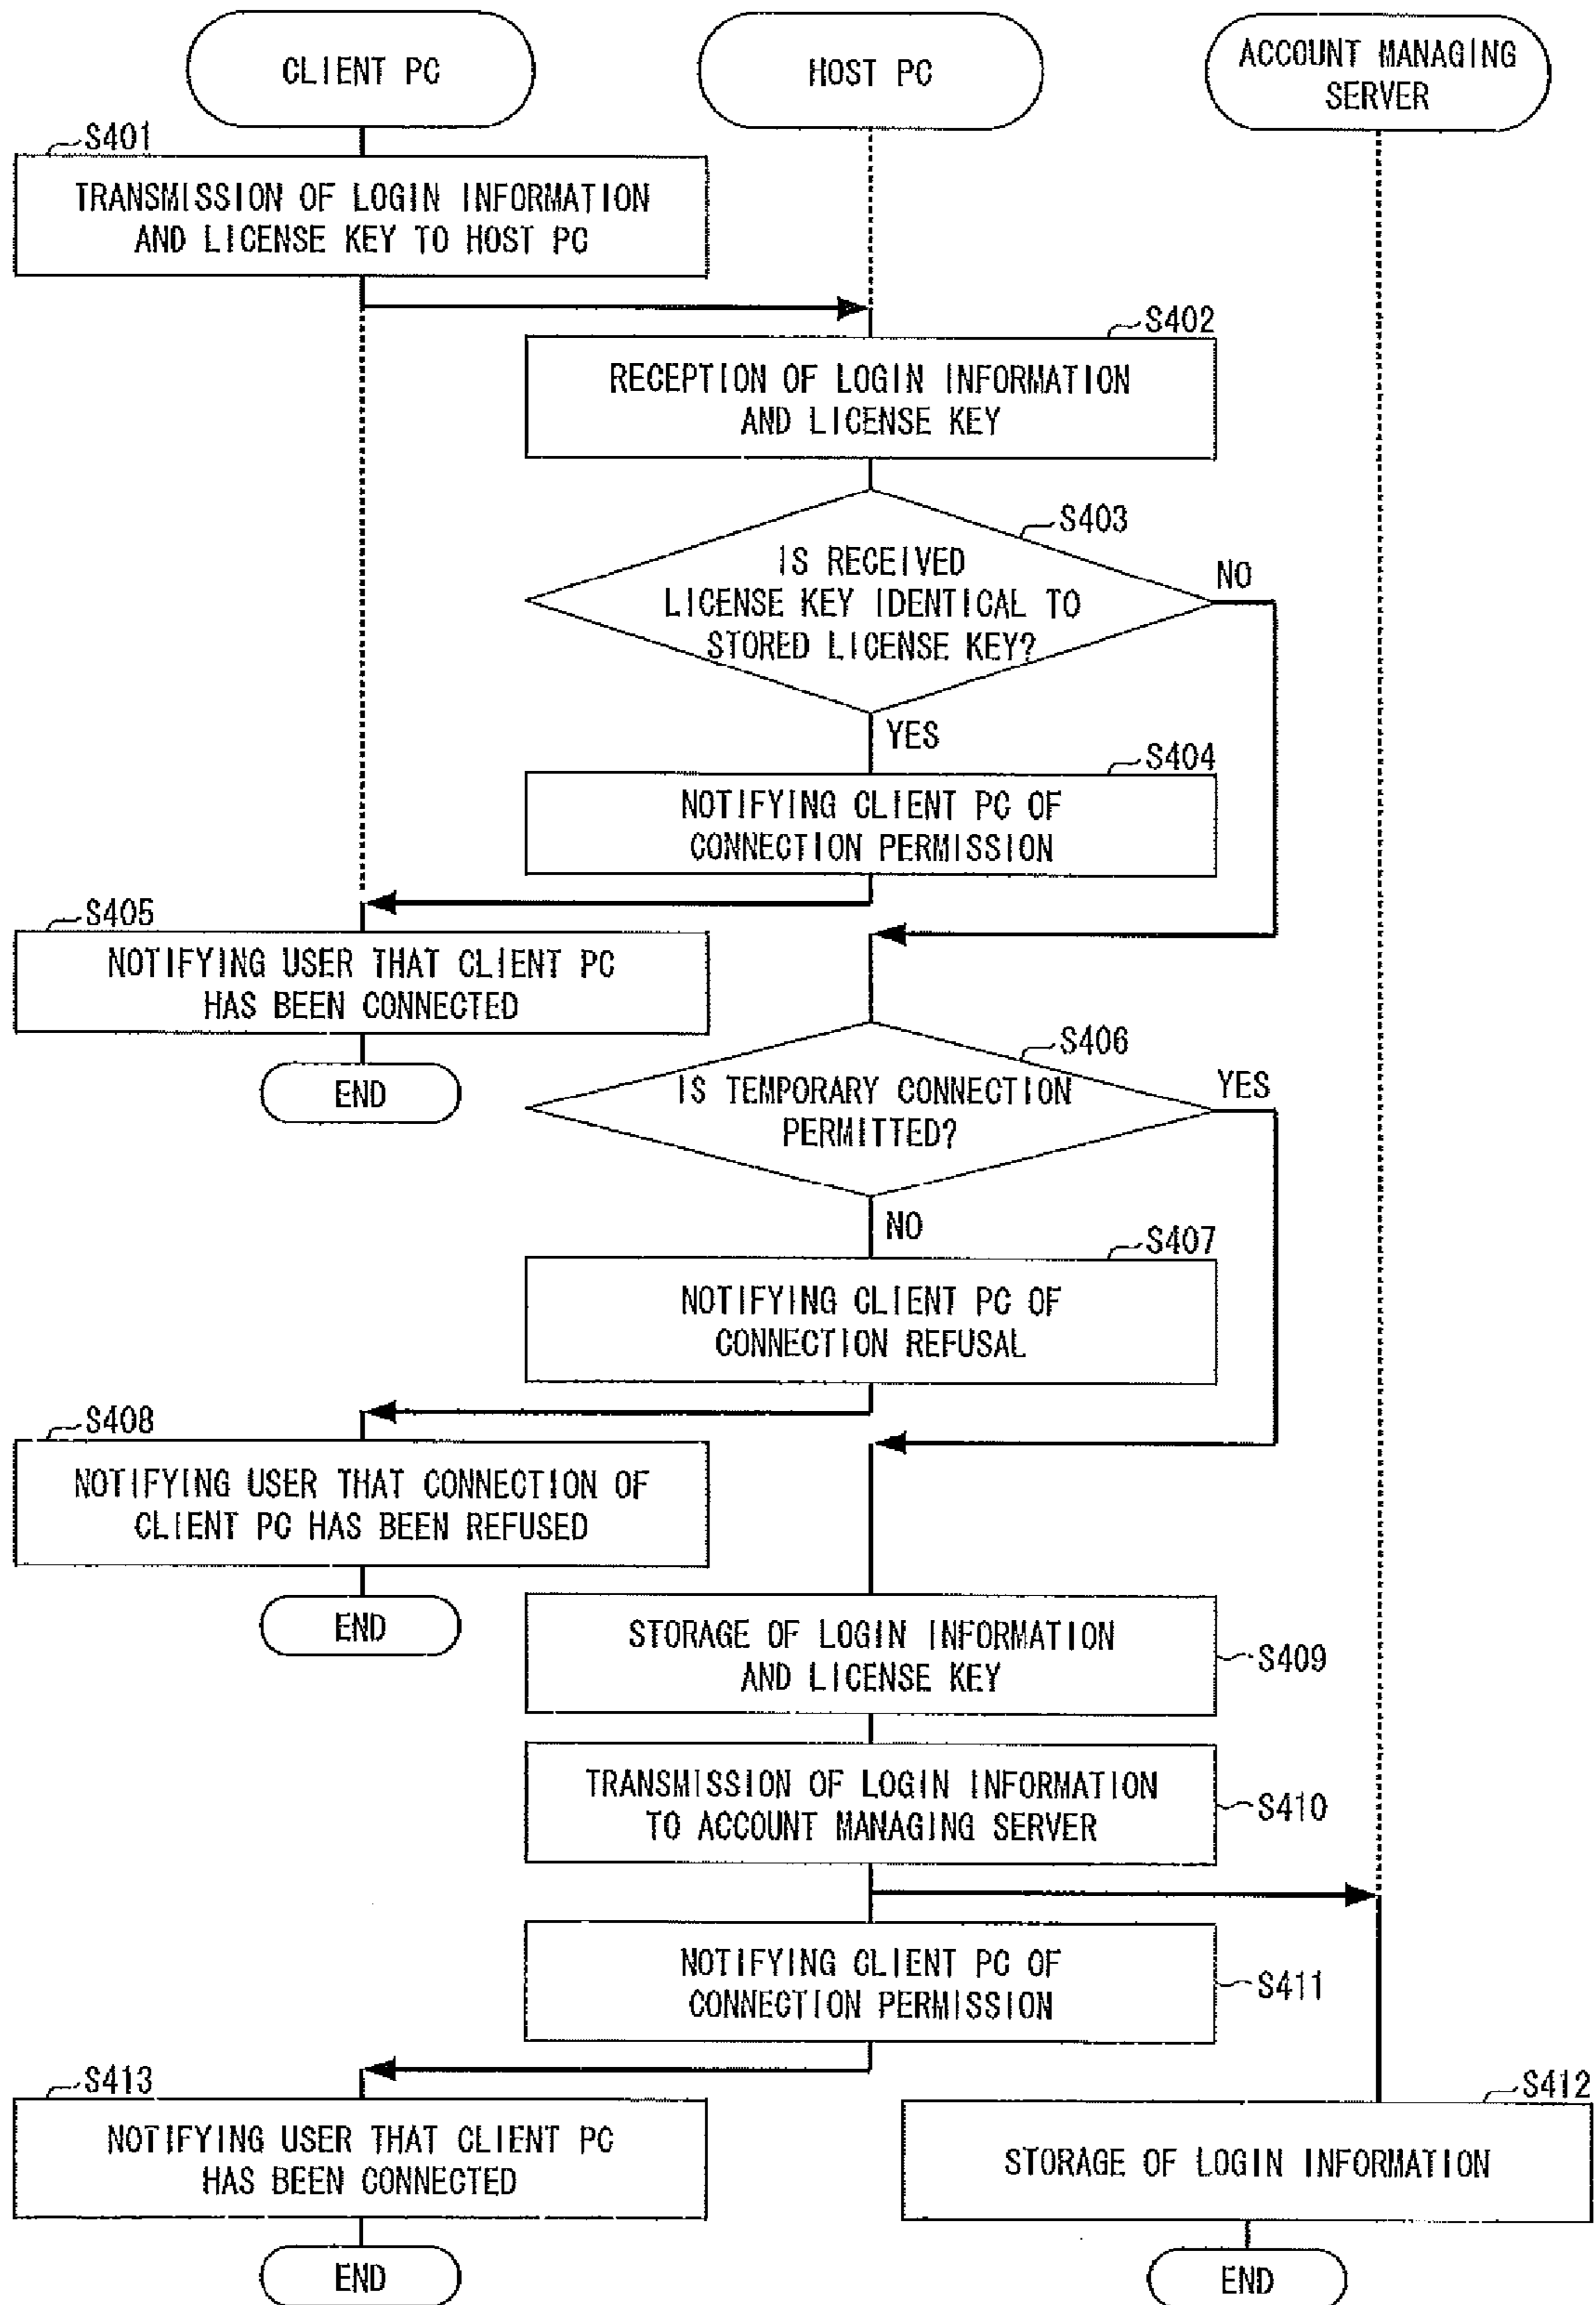 CLIENT PC
HOST PC
ACCOUNT MANAGING
SERVER
S401
TRANSMISSION OF LOGIN INFORMATION
AND LICENSE KEY TO HOST PC
S402
RECEPTION OF LOGIN INFORMATION
AND LICENSE KEY
S403
IS RECEIVED
LICENSE KEY IDENTICAL TO
STORED LICENSE KEY?
NO
YES
S404
NOTIFYING CLIENT PC OF
CONNECTION PERMISSION
S405
NOTIFYING USER THAT CLIENT PC
HAS BEEN CONNECTED
END
S406
IS TEMPORARY CONNECTION
PERMITTED?
YES
NO
S407
NOTIFYING CLIENT PC OF
CONNECTION REFUSAL
S408
NOTIFYING USER THAT CONNECTION OF
CLIENT PC HAS BEEN REFUSED
END
STORAGE OF LOGIN INFORMATION
AND LICENSE KEY
S409
TRANSMISSION OF LOGIN INFORMATION
TO ACCOUNT MANAGING SERVER
S410
NOTIFYING CLIENT PC OF
CONNECTION PERMISSION
S411
S413
NOTIFYING USER THAT CLIENT PC
HAS BEEN CONNECTED
END
S412
STORAGE OF LOGIN INFORMATION
END